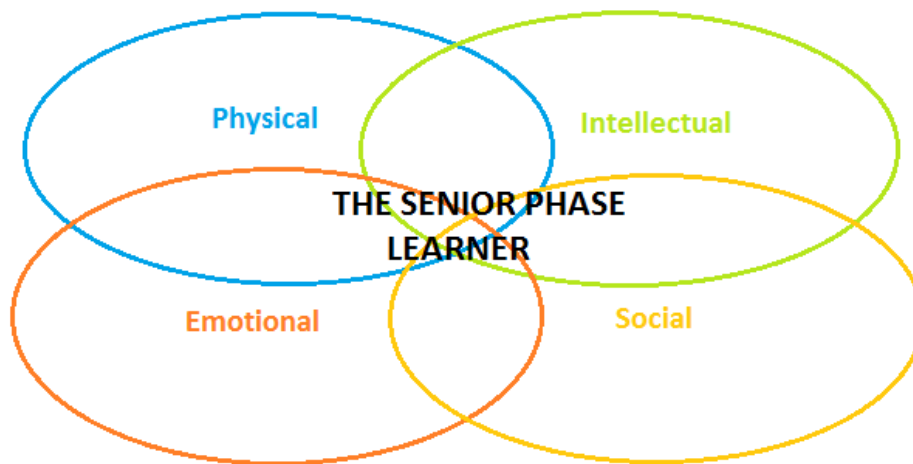 Physical
Intellectual
THE SENIOR PHASE
LEARNER
Emotional
Social